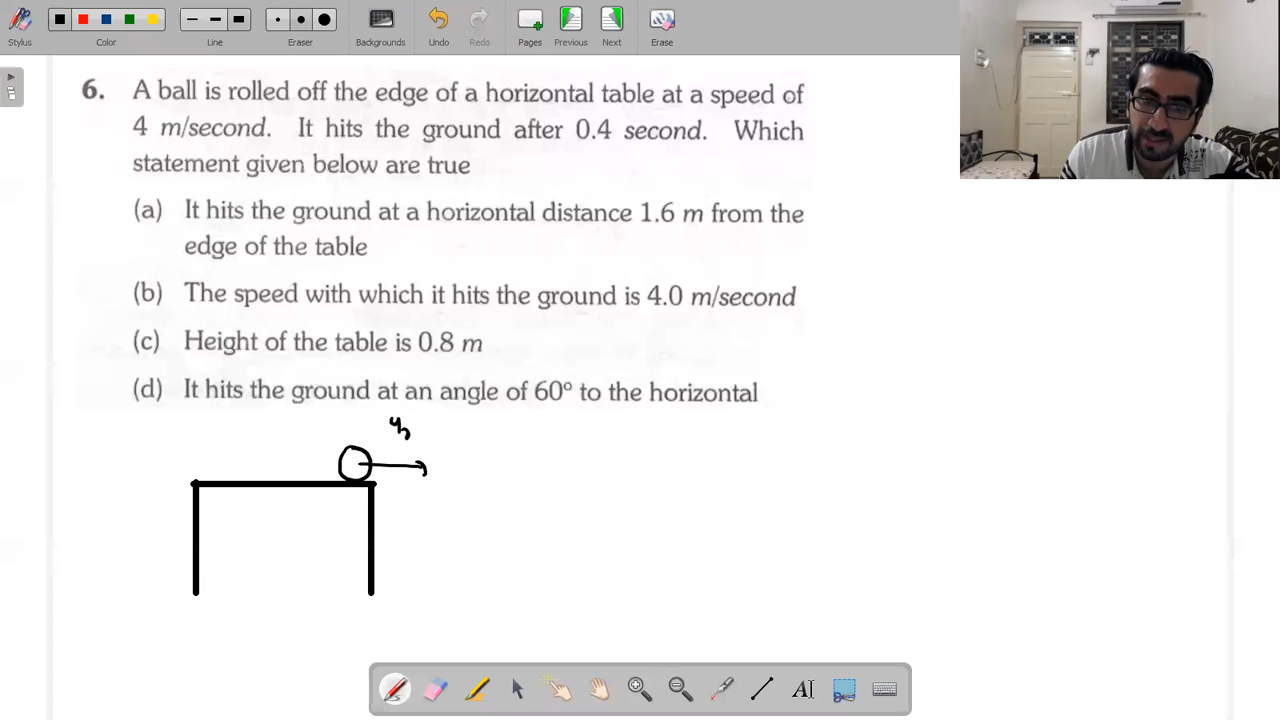 Stylus
Color
Line
Eraser
Backgrounds
Undo
Redo
Pages
Previous
Next
Erase
6. A ball is rolled off the edge of a horizontal table at a speed of
4 m/second. It hits the ground after 0.4 second. Which
statement given below are true
(a) It hits the ground at a horizontal distance 1.6 m from the
edge of the table
(b) The speed with which it hits the ground is 4.0 m/second
(c) Height of the table is 0.8 m
(d) It hits the ground at an angle of 60° to the horizontal